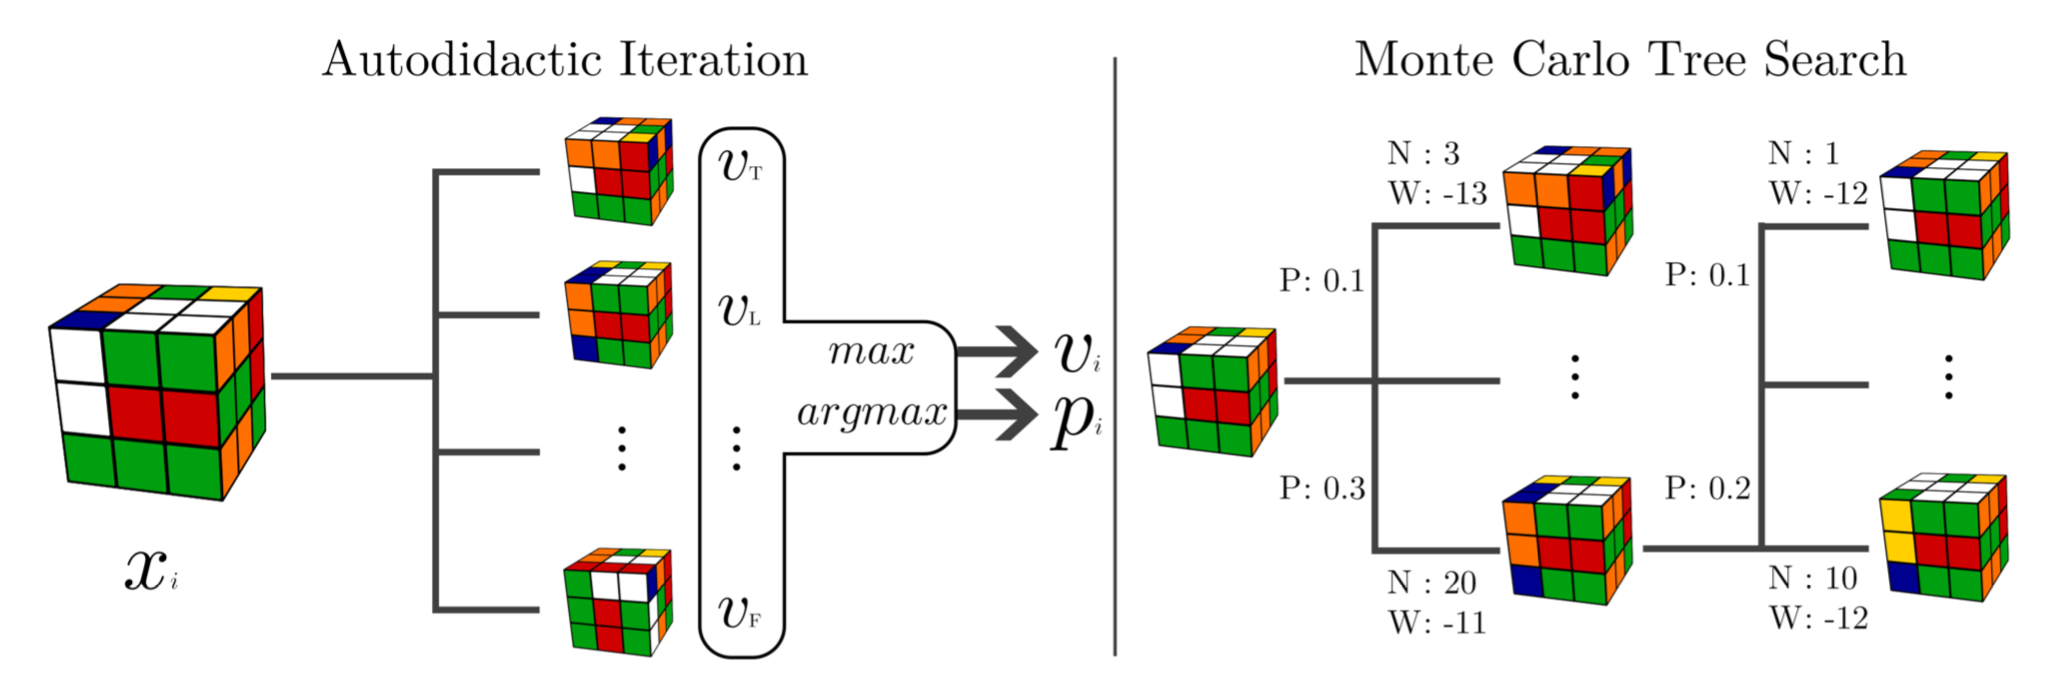 Autodidactic Iteration
v_T
v_L
⋮
⋮
v_F
max
argmax
v_i
p_i
x_i
Monte Carlo Tree Search
N : 3
W: -13
P: 0.1
P: 0.3
⋮
N : 20
W: -11
N : 1
W: -12
P: 0.1
P: 0.2
⋮
N : 10
W: -12